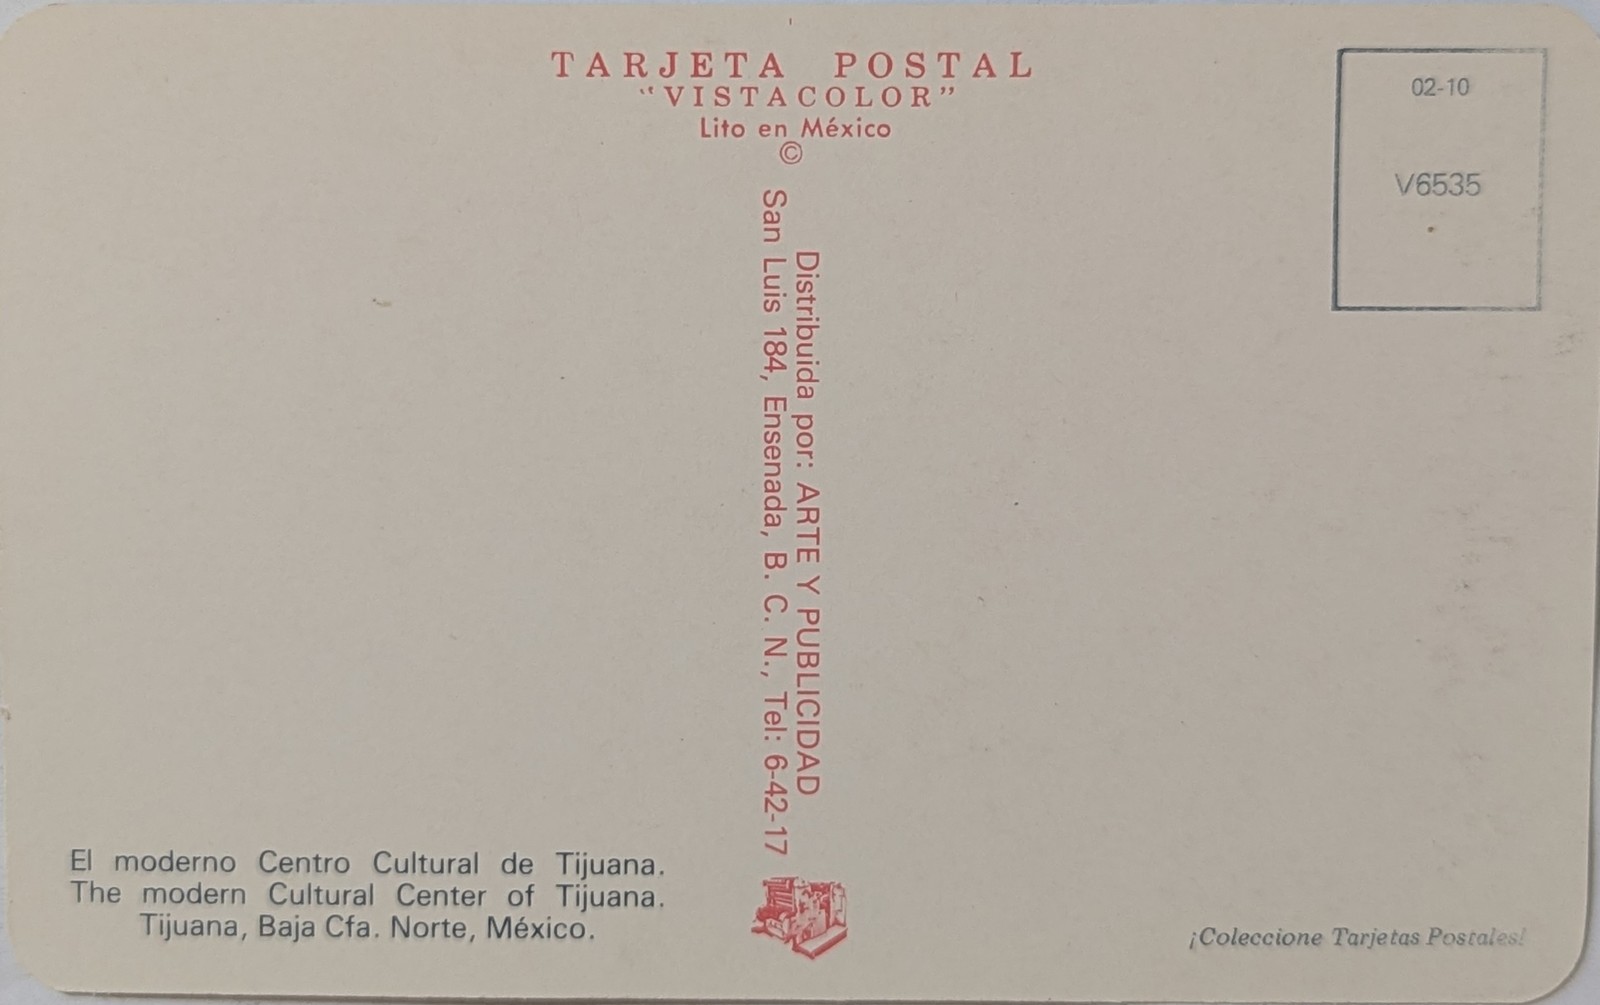 TARJETA POSTAL
"VISTACOLOR"
Lito en México
©
02-10
V6535
Distribuida por: ARTE Y PUBLICIDAD
San Luis 184, Ensenada, B. C. N., Tel: 6-42-17
El moderno Centro Cultural de Tijuana.
The modern Cultural Center of Tijuana.
Tijuana, Baja Cfa. Norte, México.
¡Coleccione Tarjetas Postales!